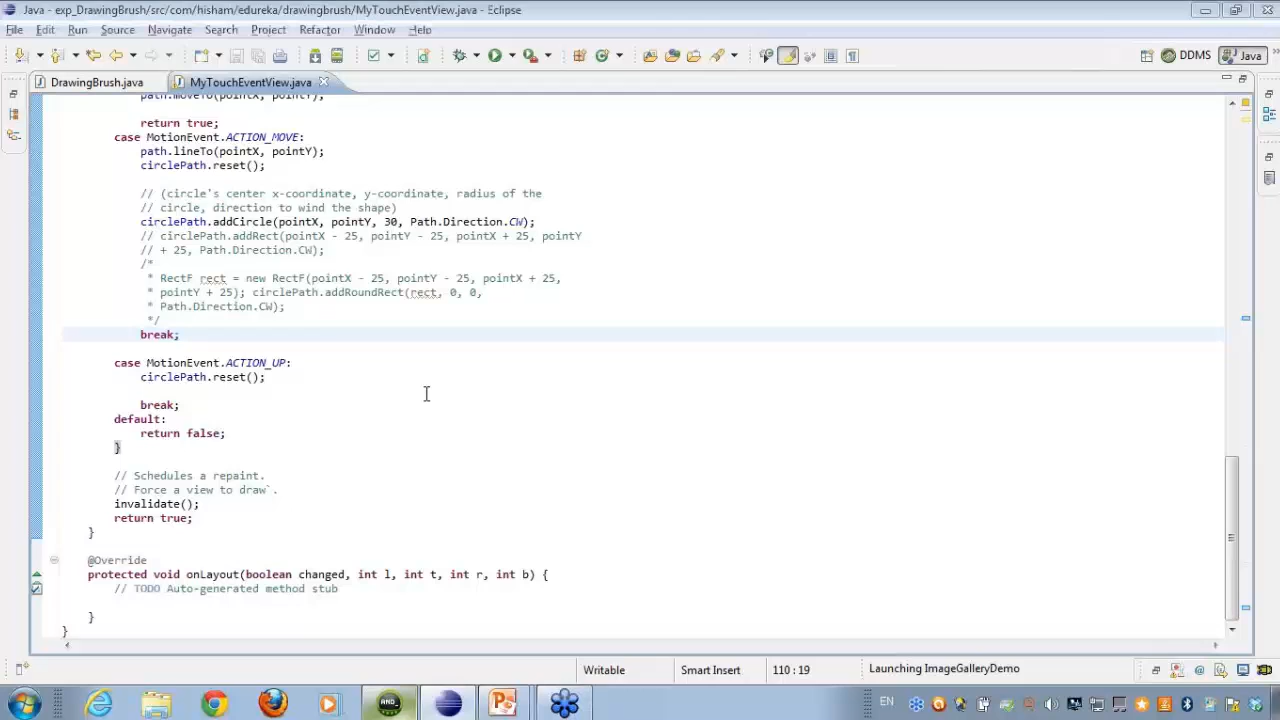 Java - exp_DrawingBrush/src/com/hisham/edureka/drawingbrush/MyTouchEventView.java - Eclipse
File Edit Run Source Navigate Search Project Refactor Window Help
DDMS Java
DrawingBrush.java MyTouchEventView.java
path.moveTo(pointX, pointY);
return true;
case MotionEvent.ACTION_MOVE:
path.lineTo(pointX, pointY);
circlePath.reset();
// (circle's center x-coordinate, y-coordinate, radius of the
// circle, direction to wind the shape)
circlePath.addCircle(pointX, pointY, 30, Path.Direction.CW);
// circlePath.addRect(pointX - 25, pointY - 25, pointX + 25, pointY
// + 25, Path.Direction.CW);
/*
* RectF rect = new RectF(pointX - 25, pointY - 25, pointX + 25,
* pointY + 25); circlePath.addRoundRect(rect, 0, 0,
* Path.Direction.CW);
*/
break;
case MotionEvent.ACTION_UP:
circlePath.reset();
break;
default:
return false;
}
// Schedules a repaint.
// Force a view to draw`.
invalidate();
return true;
}
@Override
protected void onLayout(boolean changed, int l, int t, int r, int b) {
// TODO Auto-generated method stub
}
}
Writable Smart Insert 110 : 19 Launching ImageGalleryDemo
AND EN